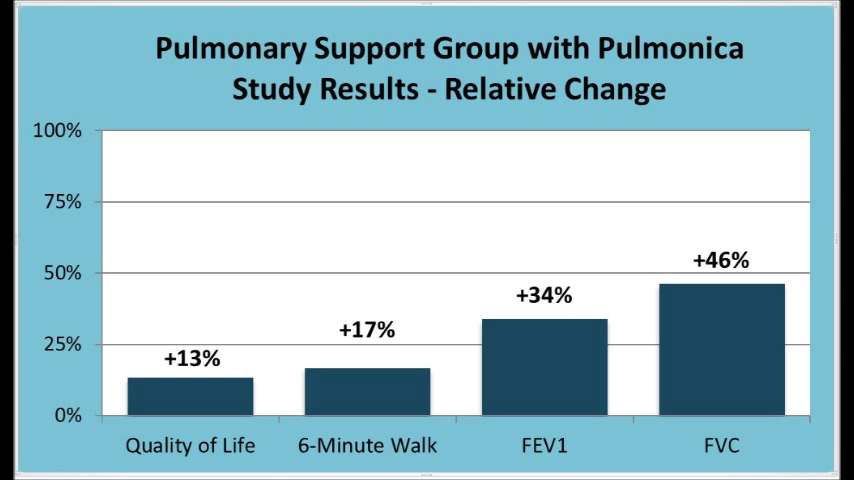 Pulmonary Support Group with Pulmonica
Study Results - Relative Change
100%
75%
50%
25%
0%
+13%
+17%
+34%
+46%
Quality of Life
6-Minute Walk
FEV1
FVC